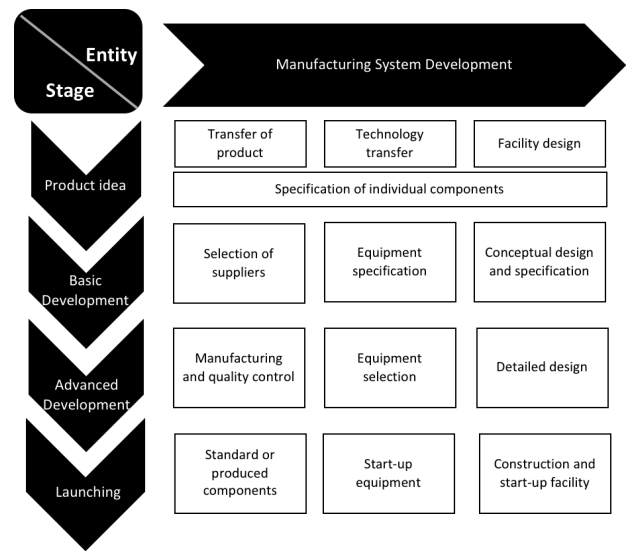 Entity
Stage
Manufacturing System Development
Transfer of
product
Technology
transfer
Facility design
Product idea
Specification of individual components
Selection of
suppliers
Equipment
specification
Conceptual design
and specification
Basic
Development
Manufacturing
and quality control
Equipment
selection
Detailed design
Advanced
Development
Standard or
produced
components
Start-up
equipment
Construction and
start-up facility
Launching